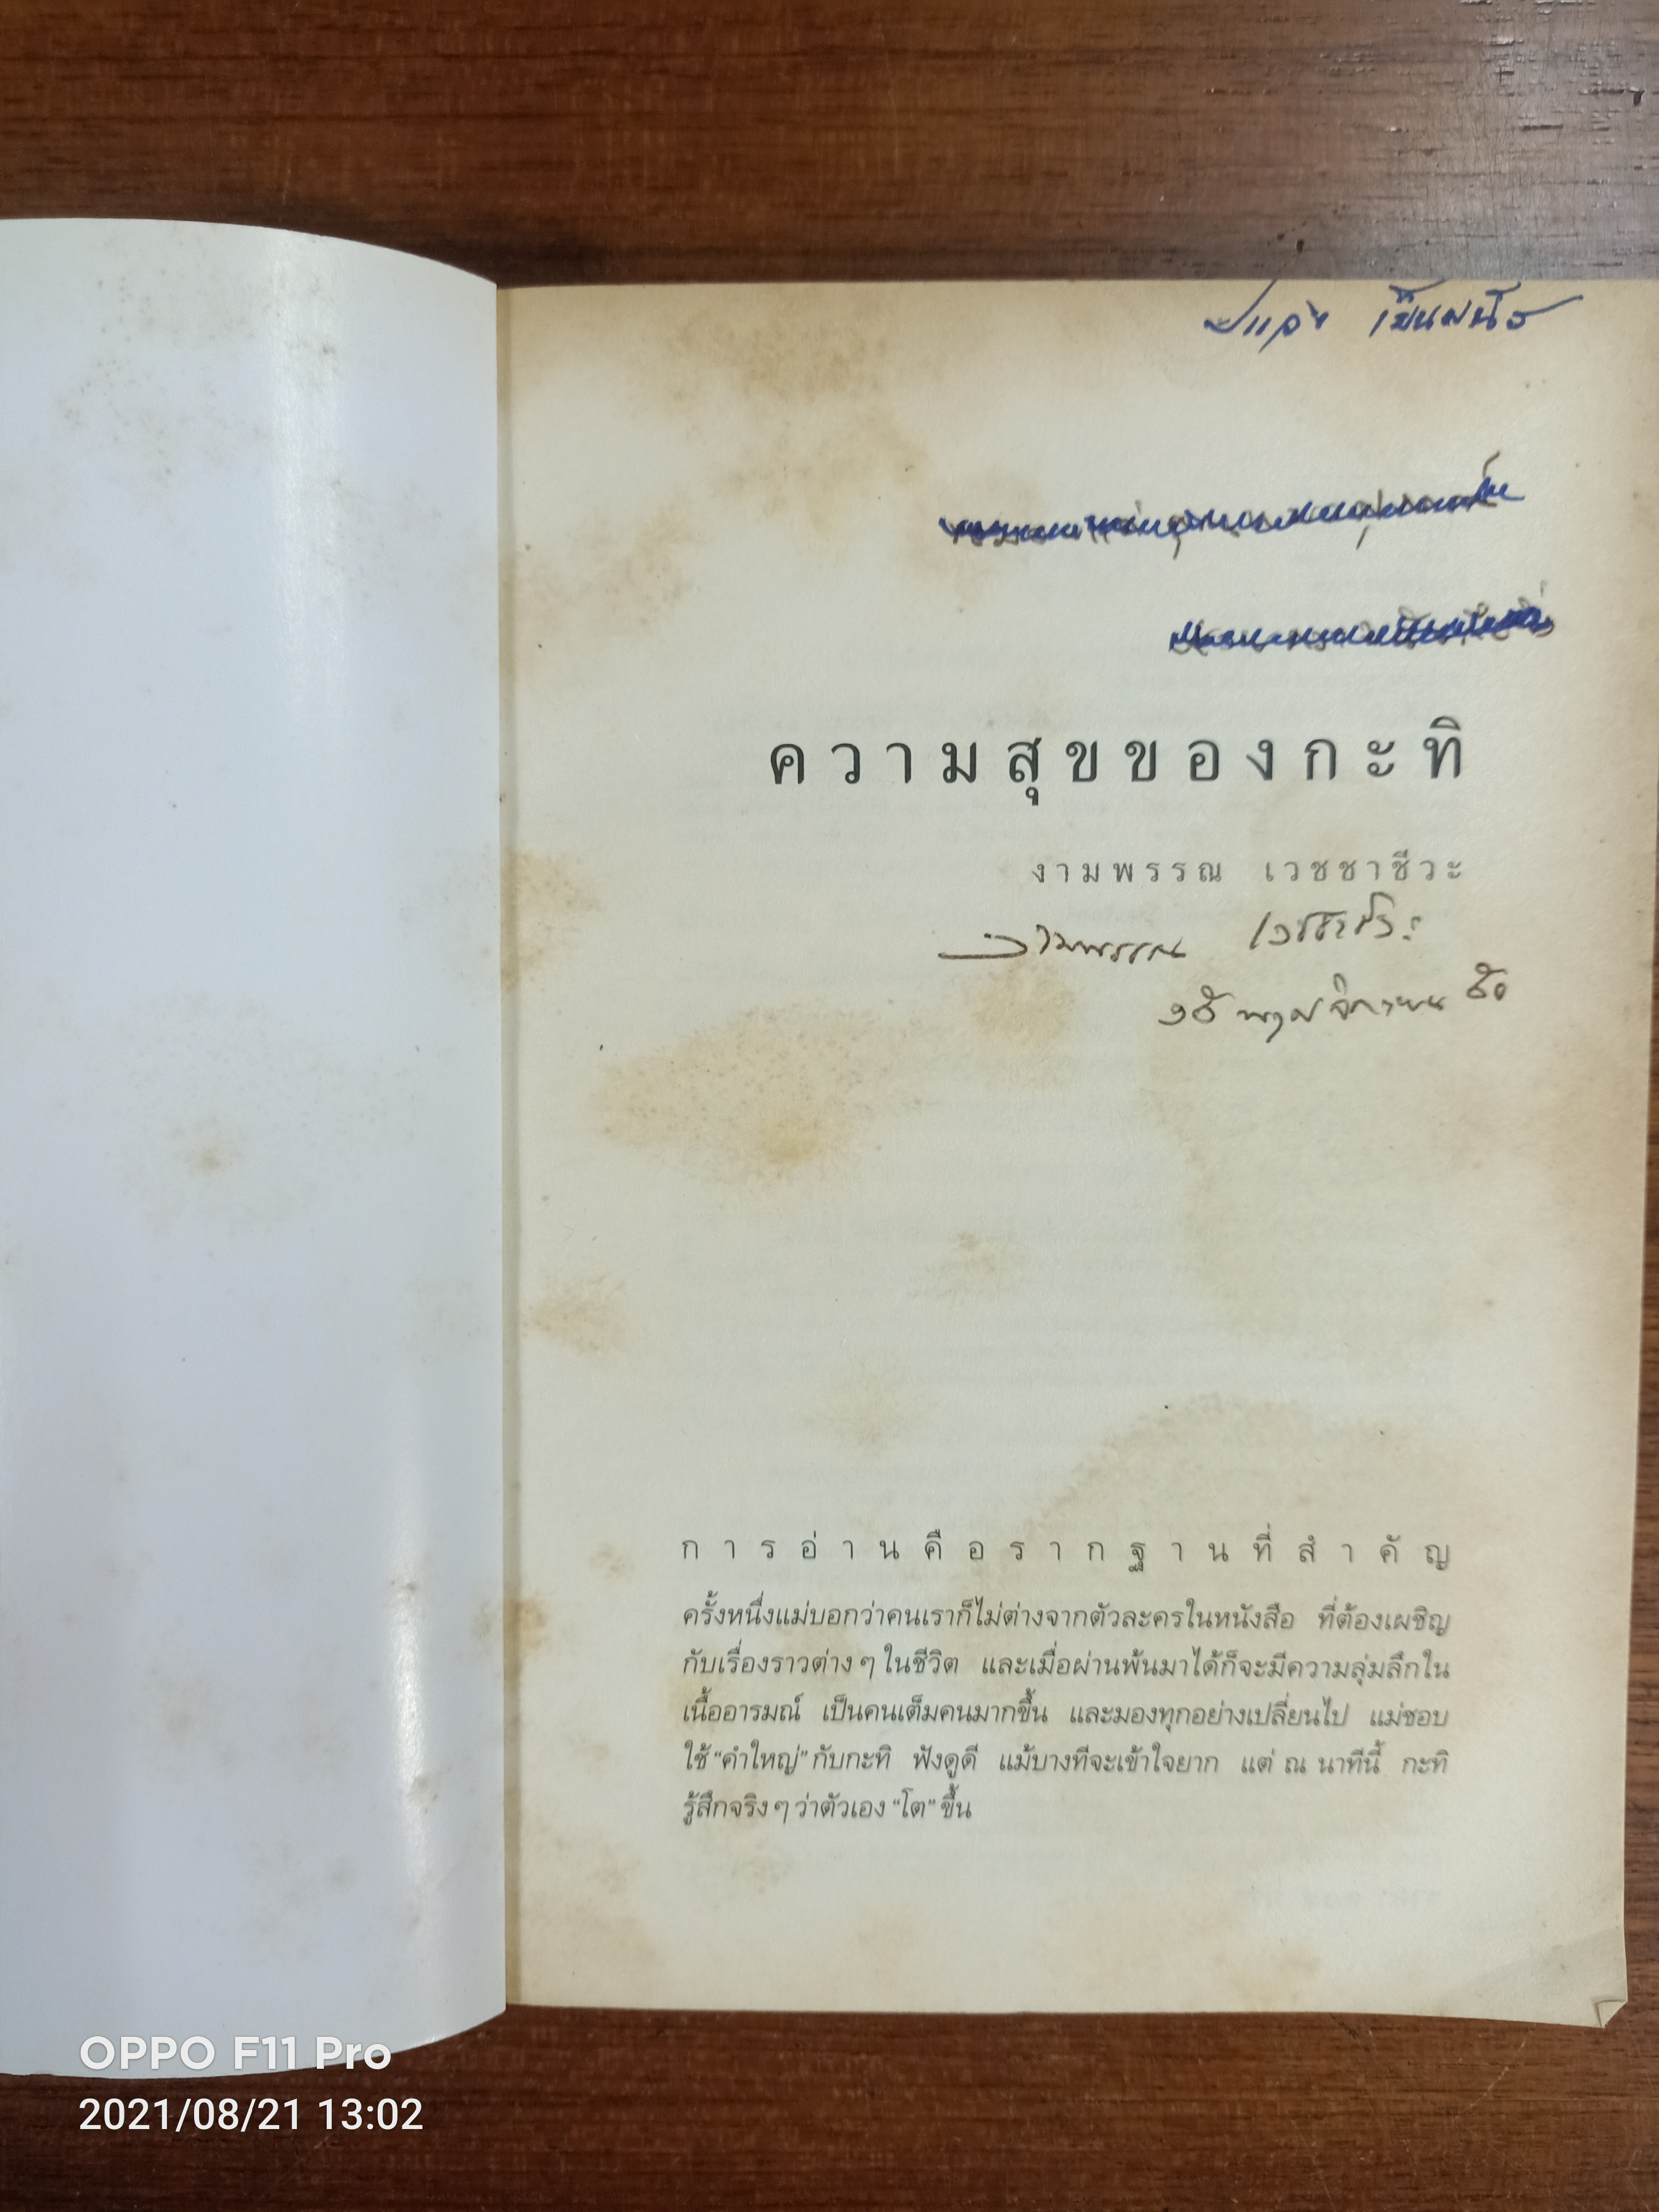 ความสุขของกะทิ
งามพรรณ เวชชาชีวะ
งามพรรณ เวชชาชีวะ
พฤศจิกายน
การอ่านคือรากฐานที่สำคัญ
ครั้งหนึ่งแม่บอกว่าคนเราก็ไม่ต่างจากตัวละครในหนังสือ ที่ต้องเผชิญ
กับเรื่องราวต่าง ๆ ในชีวิต และเมื่อผ่านพ้นมาได้ก็จะมีความลุ่มลึกใน
เนื้ออารมณ์ เป็นคนเต็มคนมากขึ้น และมองทุกอย่างเปลี่ยนไป แม่ชอบ
ใช้ “คำใหญ่” กับกะทิ ฟังดูดี แม้บางทีจะเข้าใจยาก แต่ ณ นาทีนี้ กะทิ
รู้สึกจริง ๆ ว่าตัวเอง “โต” ขึ้น
OPPO F11 Pro
2021/08/21 13:02